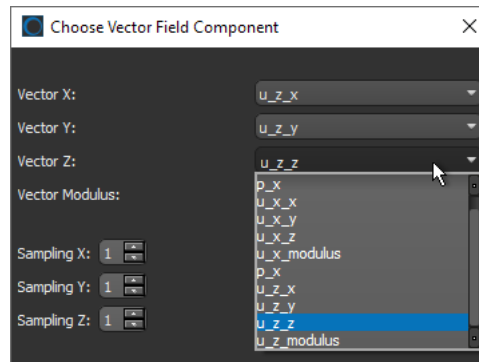 Choose Vector Field Component
Vector X: u_z_x
Vector Y: u_z_y
Vector Z: u_z_z
Vector Modulus:
p_x
u_x_x
u_x_y
u_x_z
u_x_modulus
p_x
u_z_x
u_z_y
u_z_z
u_z_modulus
Sampling X: 1
Sampling Y: 1
Sampling Z: 1